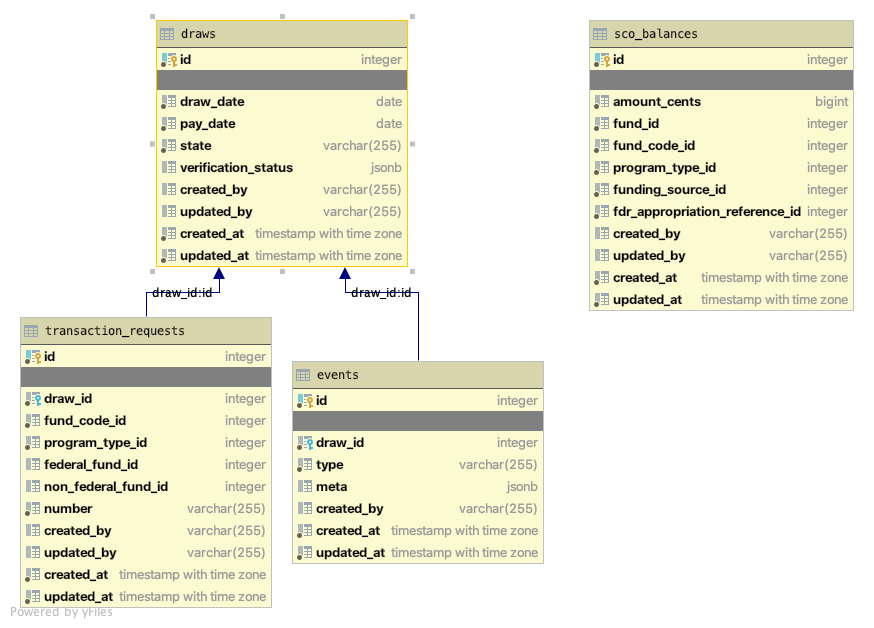 draws
id integer
draw_date date
pay_date date
state varchar(255)
verification_status jsonb
created_by varchar(255)
updated_by varchar(255)
created_at timestamp with time zone
updated_at timestamp with time zone
sco_balances
id integer
amount_cents bigint
fund_id integer
fund_code_id integer
program_type_id integer
funding_source_id integer
fdr_appropriation_reference_id integer
created_by varchar(255)
updated_by varchar(255)
created_at timestamp with time zone
updated_at timestamp with time zone
draw_id:id
draw_id:id
transaction_requests
id integer
draw_id integer
fund_code_id integer
program_type_id integer
federal_fund_id integer
non_federal_fund_id integer
number varchar(255)
created_by varchar(255)
updated_by varchar(255)
created_at timestamp with time zone
updated_at timestamp with time zone
events
id integer
draw_id integer
type varchar(255)
meta jsonb
created_by varchar(255)
created_at timestamp with time zone
updated_at timestamp with time zone
Powered by yFiles